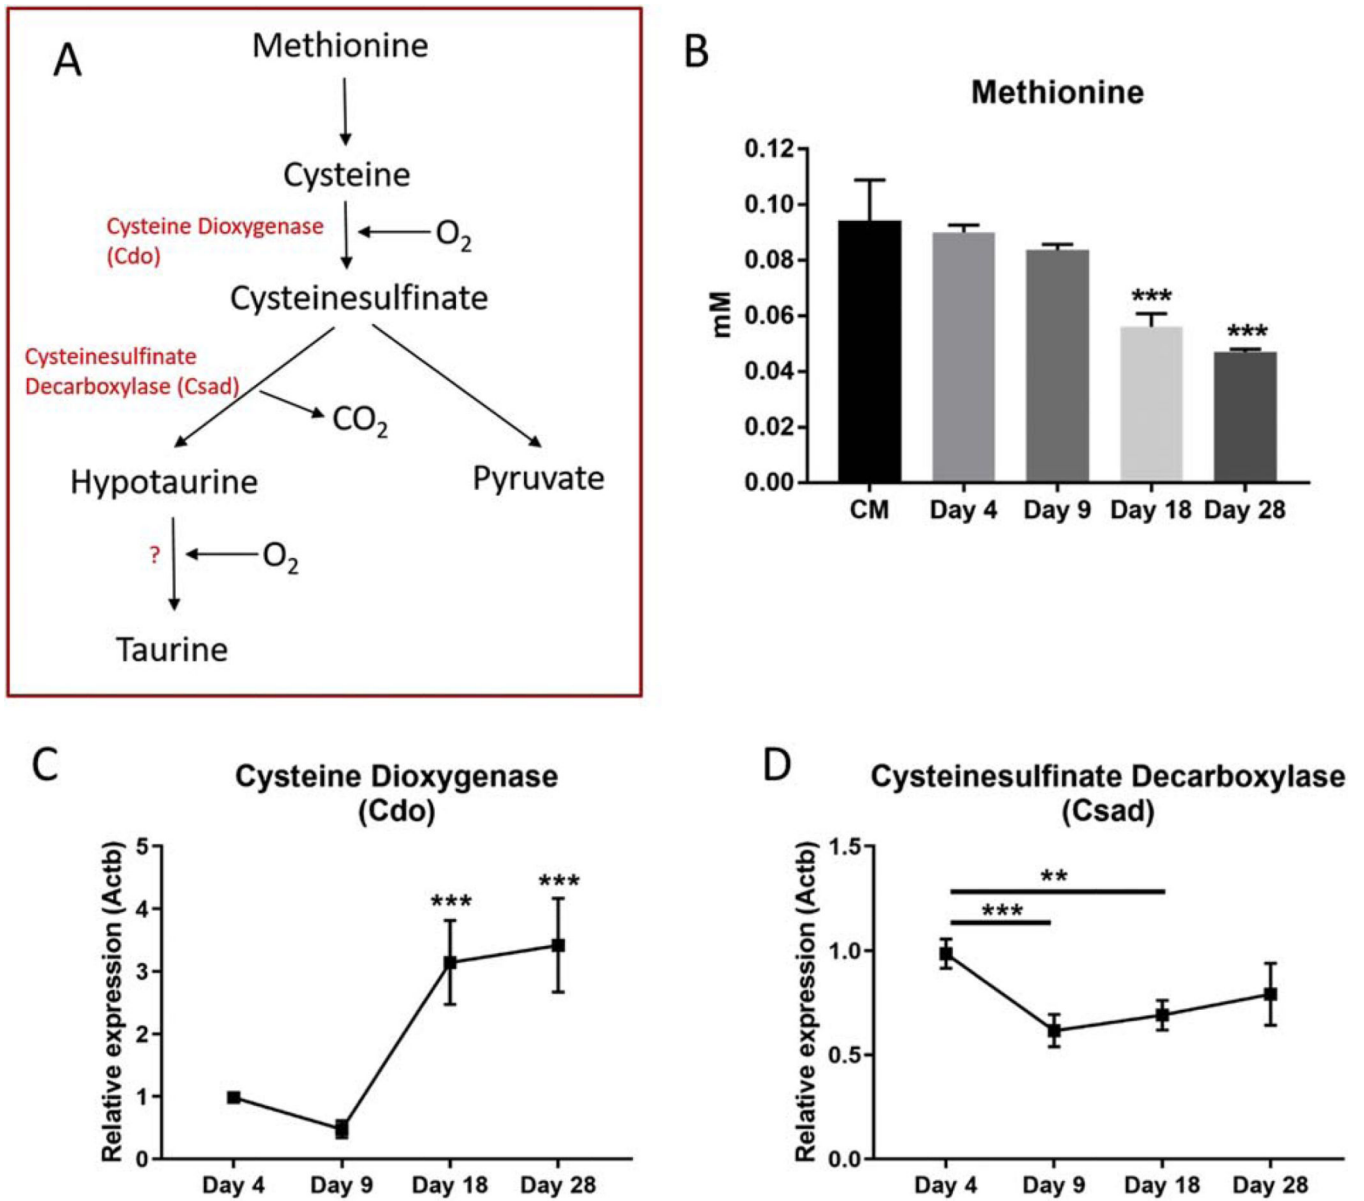 A
Methionine
Cysteine
Cysteine Dioxygenase
(Cdo)
O2
Cysteinesulfinate
Cysteinesulfinate
Decarboxylase (Csad)
CO2
Hypotaurine
Pyruvate
?
O2
Taurine
B
Methionine
mM
0.12
0.10
0.08
0.06
0.04
0.02
0.00
***
***
CM Day 4 Day 9 Day 18 Day 28
C
Cysteine Dioxygenase
(Cdo)
Relative expression (Actb)
5
4
3
2
1
0
***
***
Day 4 Day 9 Day 18 Day 28
D
Cysteinesulfinate Decarboxylase
(Csad)
Relative expression (Actb)
1.5
1.0
0.5
0.0
**
***
Day 4 Day 9 Day 18 Day 28